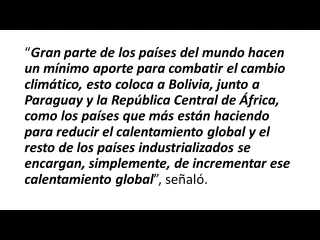 “Gran parte de los países del mundo hacen
un mínimo aporte para combatir el cambio
climático, esto coloca a Bolivia, junto a
Paraguay y la República Central de África,
como los países que más están haciendo
para reducir el calentamiento global y el
resto de los países industrializados se
encargan, simplemente, de incrementar ese
calentamiento global”, señaló.